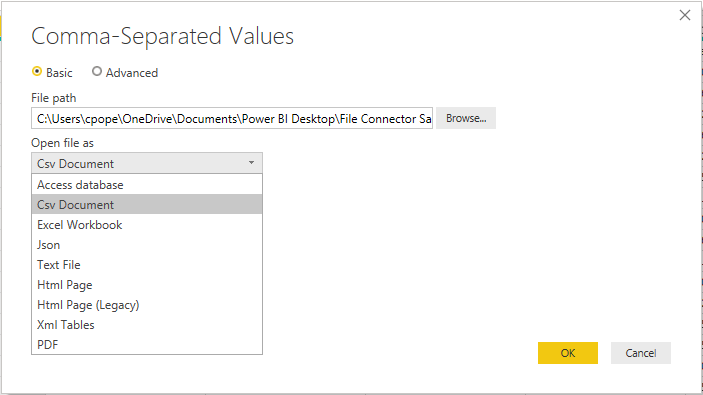 Comma-Separated Values
Basic Advanced
File path
C:\Users\cpope\OneDrive\Documents\Power BI Desktop\File Connector Sa Browse...
Open file as
Csv Document
Access database
Csv Document
Excel Workbook
Json
Text File
Html Page
Html Page (Legacy)
Xml Tables
PDF
OK Cancel